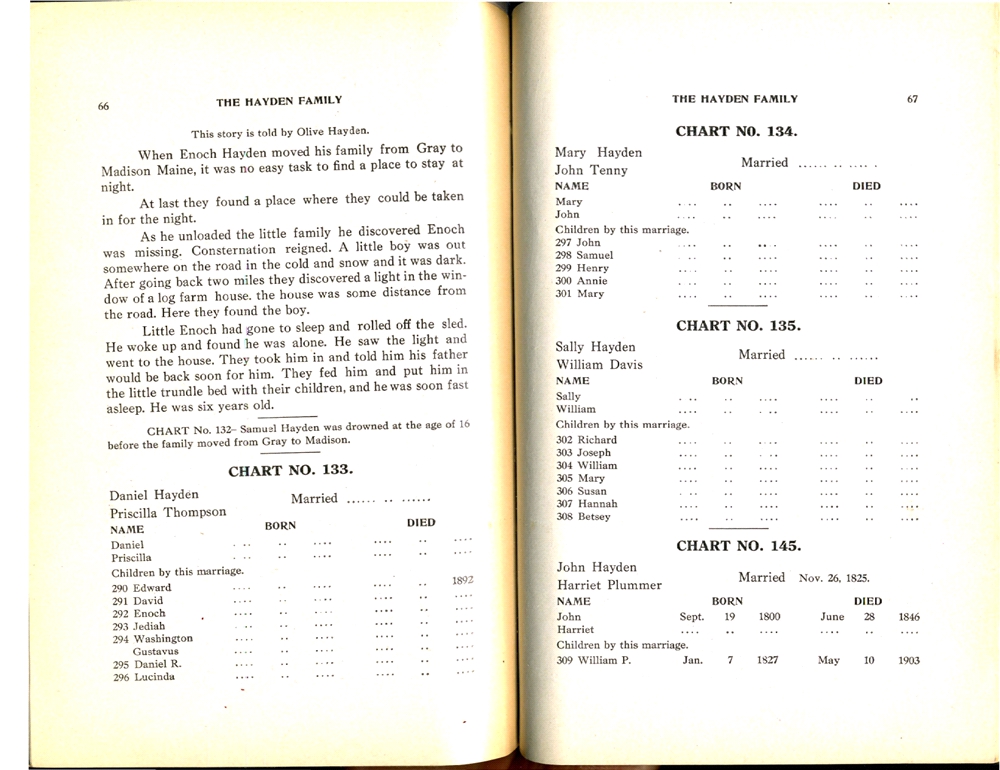 66
THE HAYDEN FAMILY
This story is told by Olive Hayden.
When Enoch Hayden moved his family from Gray to
Madison Maine, it was no easy task to find a place to stay at
night.
At last they found a place where they could be taken
in for the night.
As he unloaded the little family he discovered Enoch
was missing. Consternation reigned. A little boy was out
somewhere on the road in the cold and snow and it was dark.
After going back two miles they discovered a light in the win-
dow of a log farm house. the house was some distance from
the road. Here they found the boy.
Little Enoch had gone to sleep and rolled off the sled.
He woke up and found he was alone. He saw the light and
went to the house. They took him in and told him his father
would be back soon for him. They fed him and put him in
the little trundle bed with their children, and he was soon fast
asleep. He was six years old.
CHART No. 132– Samuel Hayden was drowned at the age of 16
before the family moved from Gray to Madison.
CHART NO. 133.
Daniel Hayden
Married ...... .. ......
Priscilla Thompson
NAME BORN DIED
Daniel .... .. .... .... .. ....
Priscilla .... .. .... .... .. ....
Children by this marriage.
290 Edward .... .. .... .... .. 1892
291 David .... .. .... .... .. ....
292 Enoch .... .. .... .... .. ....
293 Jediah .... .. .... .... .. ....
294 Washington .... .. .... .... .. ....
Gustavus .... .. .... .... .. ....
295 Daniel R. .... .. .... .... .. ....
296 Lucinda .... .. .... .... .. ....
THE HAYDEN FAMILY
67
CHART NO. 134.
Mary Hayden
Married ...... .. .... .
John Tenny
NAME BORN DIED
Mary .... .. .... .... .. ....
John .... .. .... .... .. ....
Children by this marriage.
297 John .... .. .... .... .. ....
298 Samuel .... .. .... .... .. ....
299 Henry .... .. .... .... .. ....
300 Annie .... .. .... .... .. ....
301 Mary .... .. .... .... .. ....
CHART NO. 135.
Sally Hayden
Married ...... .. ......
William Davis
NAME BORN DIED
Sally .... .. .... .... .. ..
William .... .. .... .... .. ....
Children by this marriage.
302 Richard .... .. .... .... .. ....
303 Joseph .... .. .... .... .. ....
304 William .... .. .... .... .. ....
305 Mary .... .. .... .... .. ....
306 Susan .... .. .... .... .. ....
307 Hannah .... .. .... .... .. ....
308 Betsey .... .. .... .... .. ....
CHART NO. 145.
John Hayden
Married Nov. 26, 1825.
Harriet Plummer
NAME BORN DIED
John Sept. 19 1800 June 28 1846
Harriet .... .. .... .... .. ....
Children by this marriage.
309 William P. Jan. 7 1827 May 10 1903